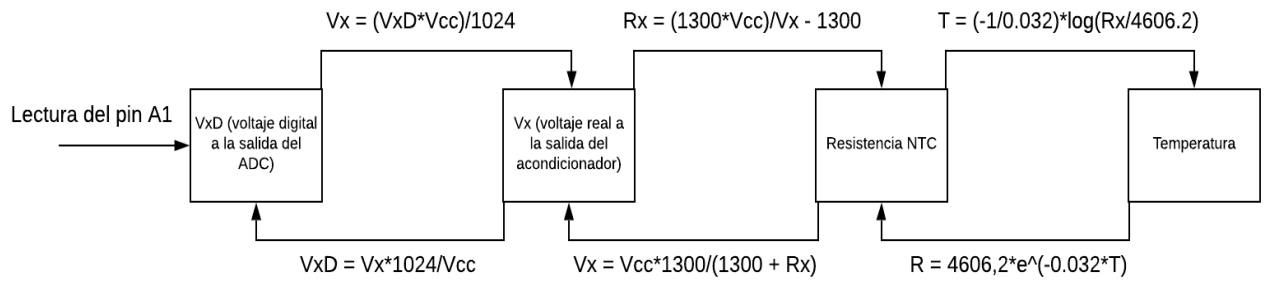 Vx = (VxD*Vcc)/1024
Rx = (1300*Vcc)/Vx - 1300
T = (-1/0.032)*log(Rx/4606.2)
Lectura del pin A1
VxD (voltaje digital
a la salida del
ADC)
Vx (voltaje real a
la salida del
acondicionador)
Resistencia NTC
Temperatura
VxD = Vx*1024/Vcc
Vx = Vcc*1300/(1300 + Rx)
R = 4606,2*e^(-0.032*T)